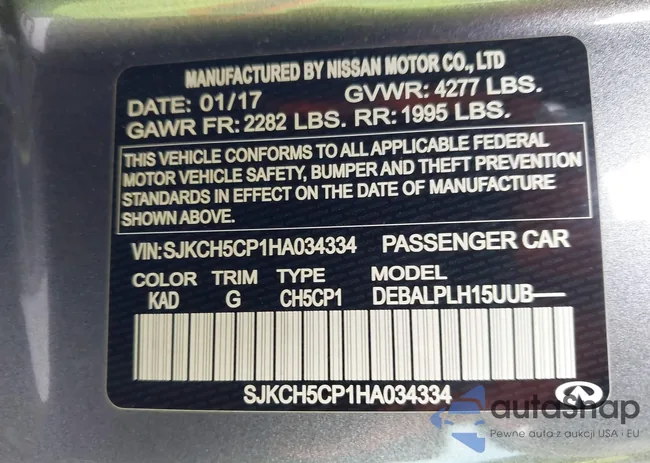 MANUFACTURED BY NISSAN MOTOR CO., LTD
DATE: 01/17 GVWR: 4277 LBS.
GAWR FR: 2282 LBS. RR: 1995 LBS.
THIS VEHICLE CONFORMS TO ALL APPLICABLE FEDERAL
MOTOR VEHICLE SAFETY, BUMPER AND THEFT PREVENTION
STANDARDS IN EFFECT ON THE DATE OF MANUFACTURE
SHOWN ABOVE.
VIN:SJKCH5CP1HA034334 PASSENGER CAR
COLOR TRIM TYPE MODEL
KAD G CH5CP1 DEBALPLH15UUB—
SJKCH5CP1HA034334
autoSnap
Pewne auta z aukcji USA i EU